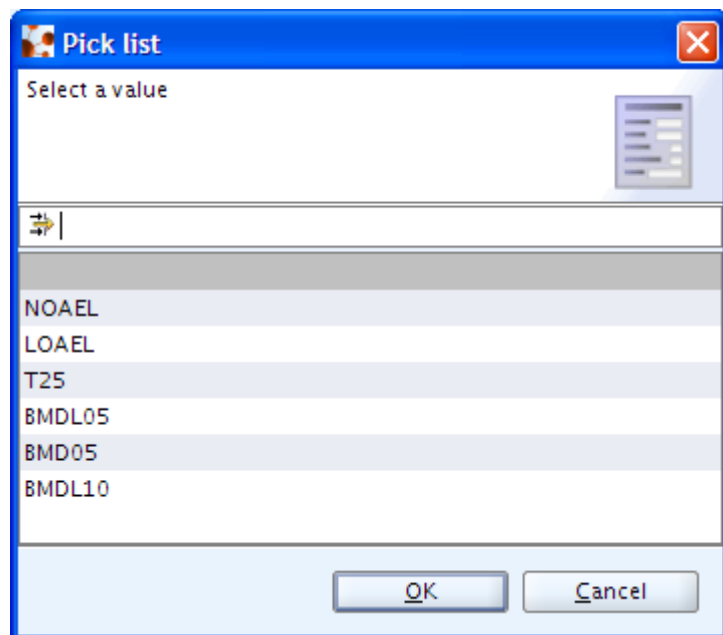 Pick list
Select a value
NOAEL
LOAEL
T25
BMDL05
BMD05
BMDL10
OK Cancel